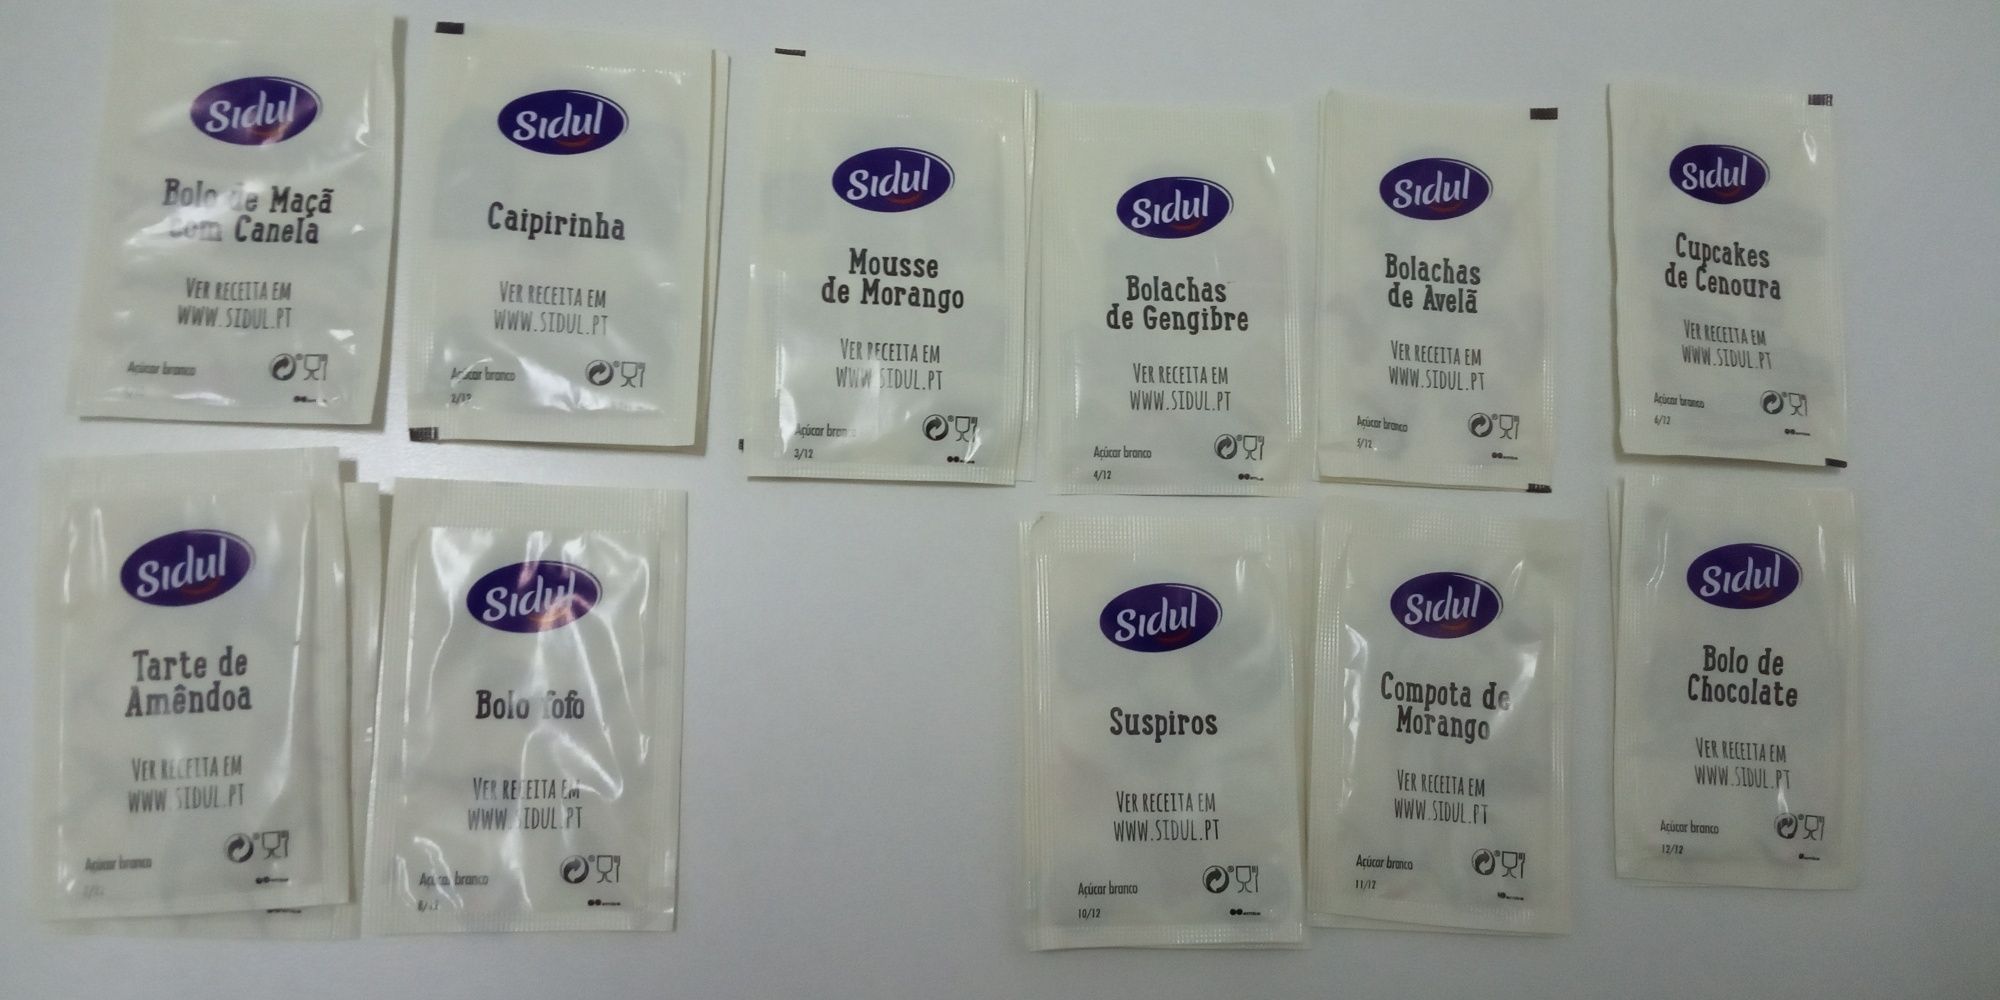 Sidul
Bolo de Maçã
com Canela
Ver receita em
www.sidul.pt
Açúcar branco
Sidul
Caipirinha
Ver receita em
www.sidul.pt
Açúcar branco
2/12
Sidul
Mousse
de Morango
Ver receita em
www.sidul.pt
Açúcar branco
3/12
Sidul
Bolachas
de Gengibre
Ver receita em
www.sidul.pt
Açúcar branco
4/12
Sidul
Bolachas
de Avelã
Ver receita em
www.sidul.pt
Açúcar branco
5/12
Sidul
Cupcakes
de Cenoura
Ver receita em
www.sidul.pt
Açúcar branco
6/12
Sidul
Tarte de
Amêndoa
Ver receita em
www.sidul.pt
Açúcar branco
Sidul
Bolo fofo
Ver receita em
www.sidul.pt
Açúcar branco
8/12
Sidul
Suspiros
Ver receita em
www.sidul.pt
Açúcar branco
10/12
Sidul
Compota de
Morango
Ver receita em
www.sidul.pt
Açúcar branco
11/12
Sidul
Bolo de
Chocolate
Ver receita em
www.sidul.pt
Açúcar branco
12/12